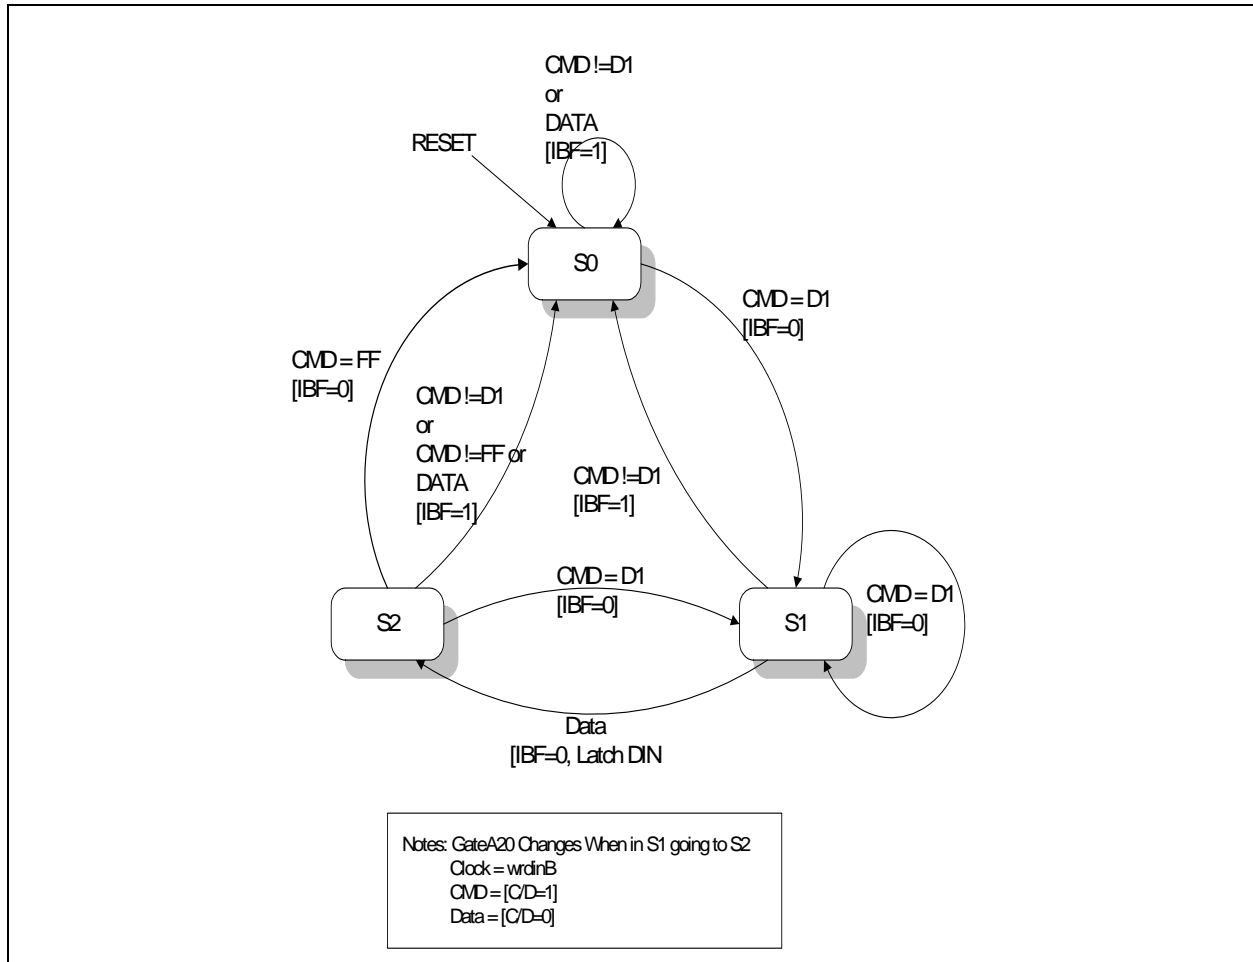 CMD !=D1
or
DATA
[IBF=1]
RESET
S0
CMD = D1
[IBF=0]
CMD = FF
[IBF=0]
CMD !=D1
or
CMD !=FF or
DATA
[IBF=1]
CMD !=D1
[IBF=1]
CMD = D1
[IBF=0]
CMD = D1
[IBF=0]
S2
S1
Data
[IBF=0, Latch DIN
Notes: GateA20 Changes When in S1 going to S2
Clock = wrdinB
CMD = [C/D=1]
Data = [C/D=0]